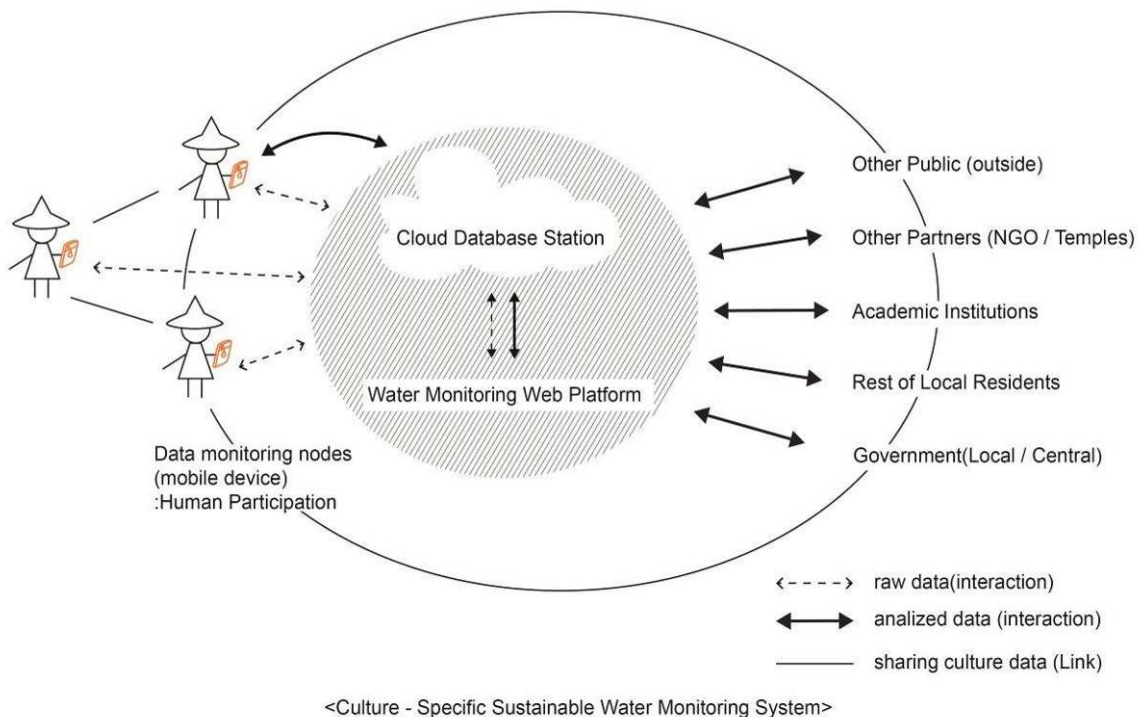 Other Public (outside)
Cloud Database Station
Other Partners (NGO / Temples)
Academic Institutions
Water Monitoring Web Platform
Rest of Local Residents
Data monitoring nodes
(mobile device)
:Human Participation
Government(Local / Central)
raw data(interaction)
analized data (interaction)
sharing culture data (Link)
<Culture - Specific Sustainable Water Monitoring System>